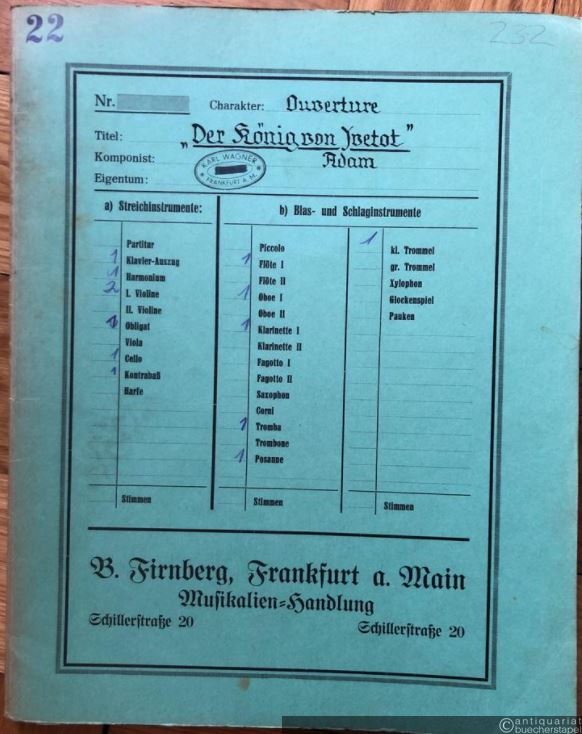 22
232
Nr.
Charakter: Ouverture
Titel: „Der König von Yvetot”
Komponist: Adam
Eigentum:
KARL WAGNER
FRANKFURT A. M.
a) Streichinstrumente:
Partitur
1 Klavier-Auszug
1 Harmonium
2 I. Violine
II. Violine
1 Obligat
Viola
1 Cello
1 Kontrabaß
Harfe
Stimmen
b) Blas- und Schlaginstrumente
Piccolo
1 Flöte I
Flöte II
1 Oboe I
Oboe II
1 Klarinette I
Klarinette II
Fagotto I
Fagotto II
Saxophon
Corni
1 Tromba
Trombone
1 Posaune
Stimmen
1 kl. Trommel
gr. Trommel
Xylophon
Glockenspiel
Pauken
Stimmen
B. Firnberg, Frankfurt a. Main
Musikalien-Handlung
Schillerstraße 20
Schillerstraße 20
©antiquariat
buecherstapel